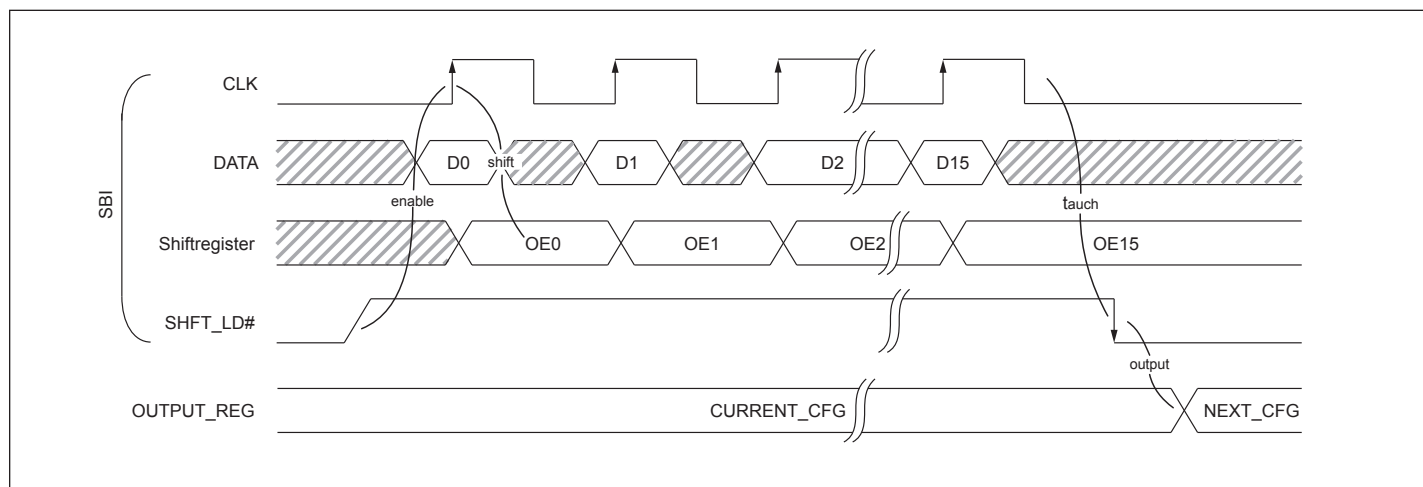 SBI
CLK
DATA D0 shift D1 D2 D15
enable
tauch
Shiftregister OE0 OE1 OE2 OE15
SHFT_LD#
output
OUTPUT_REG CURRENT_CFG NEXT_CFG